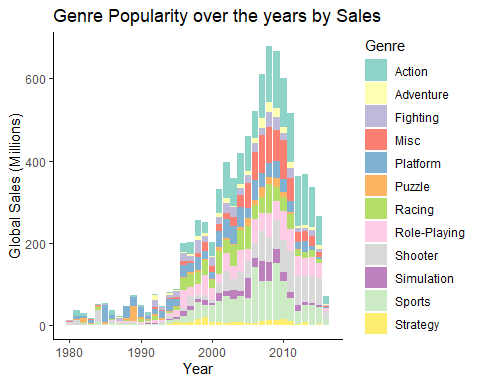 Genre Popularity over the years by Sales
Global Sales (Millions)
600
400
200
0
1980
1990
2000
2010
Year
Genre
Action
Adventure
Fighting
Misc
Platform
Puzzle
Racing
Role-Playing
Shooter
Simulation
Sports
Strategy